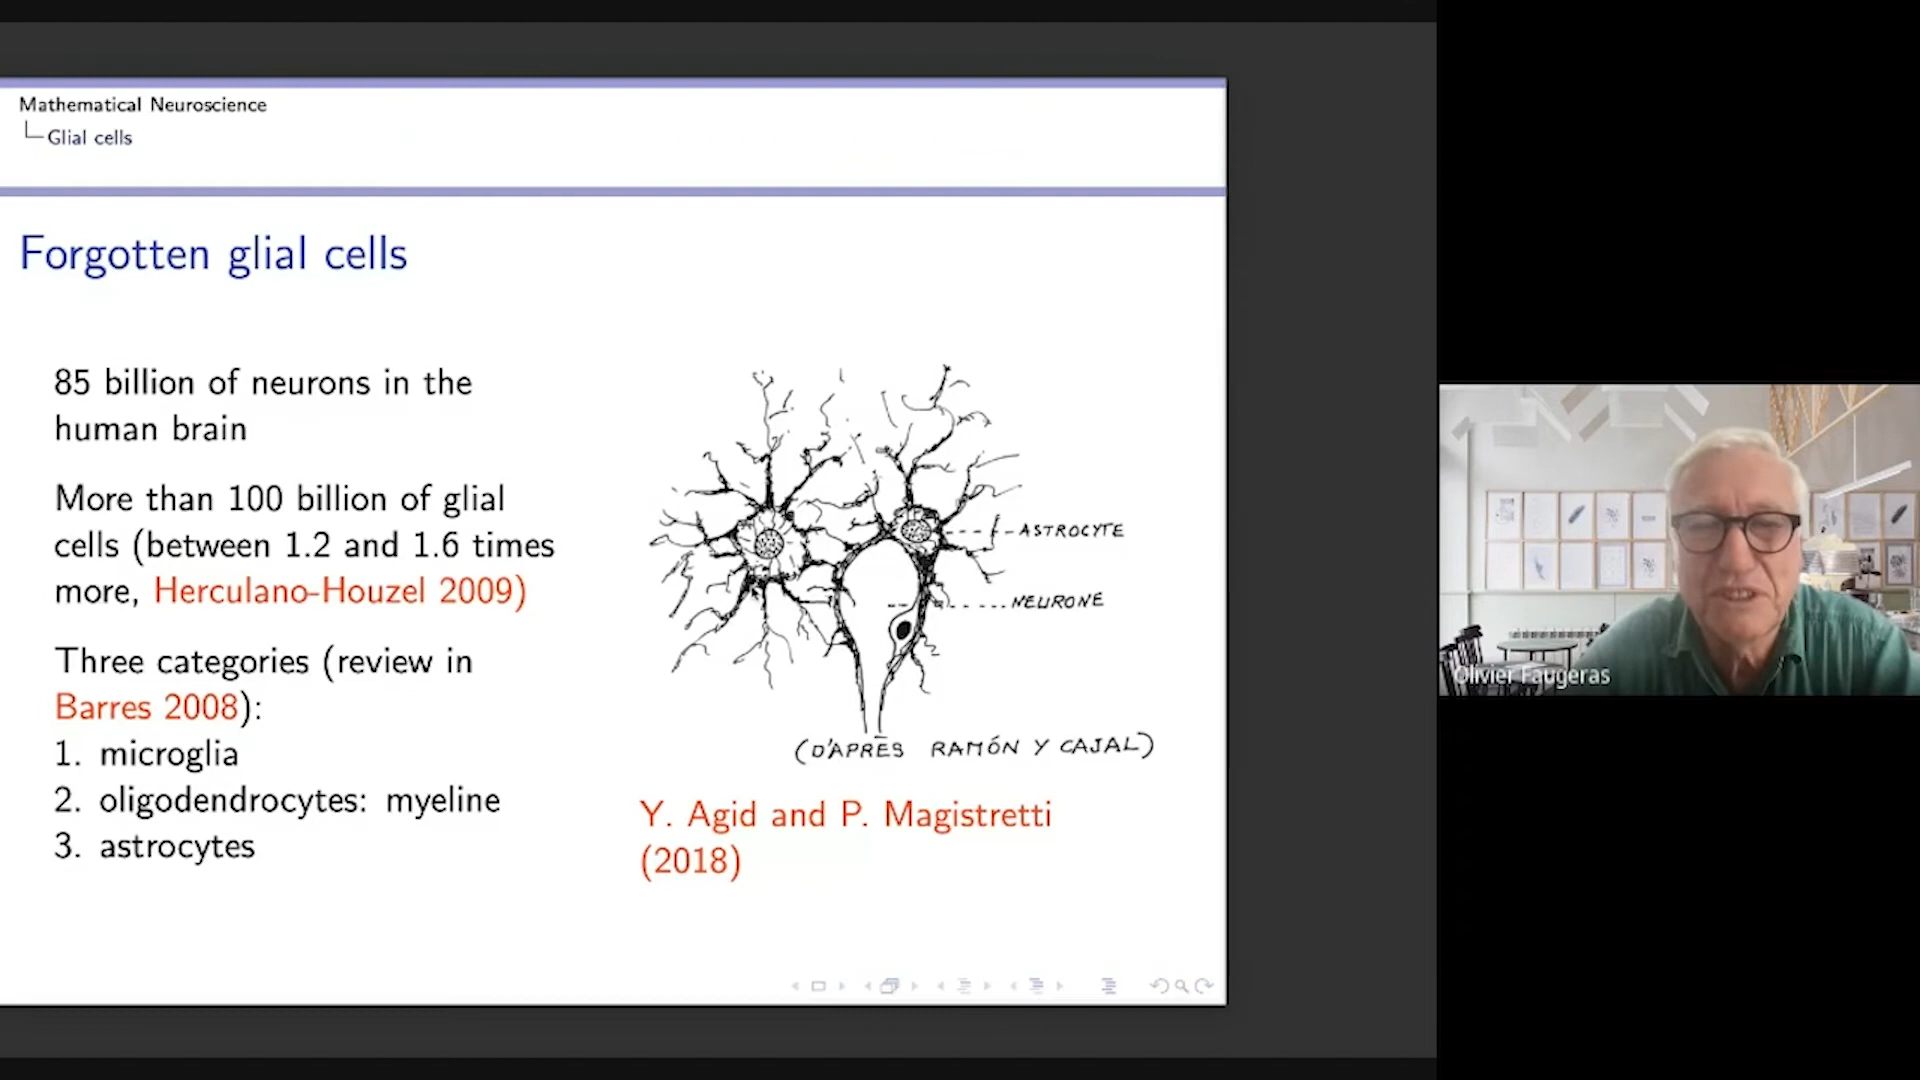 Mathematical Neuroscience
Glial cells
Forgotten glial cells
85 billion of neurons in the
human brain
More than 100 billion of glial
cells (between 1.2 and 1.6 times
more, Herculano-Houzel 2009)
Three categories (review in
Barres 2008):
1. microglia
2. oligodendrocytes: myeline
3. astrocytes
ASTROCYTE
NEURONE
(D'APRÈS RAMÓN Y CAJAL)
Y. Agid and P. Magistretti
(2018)
Olivier Faugeras